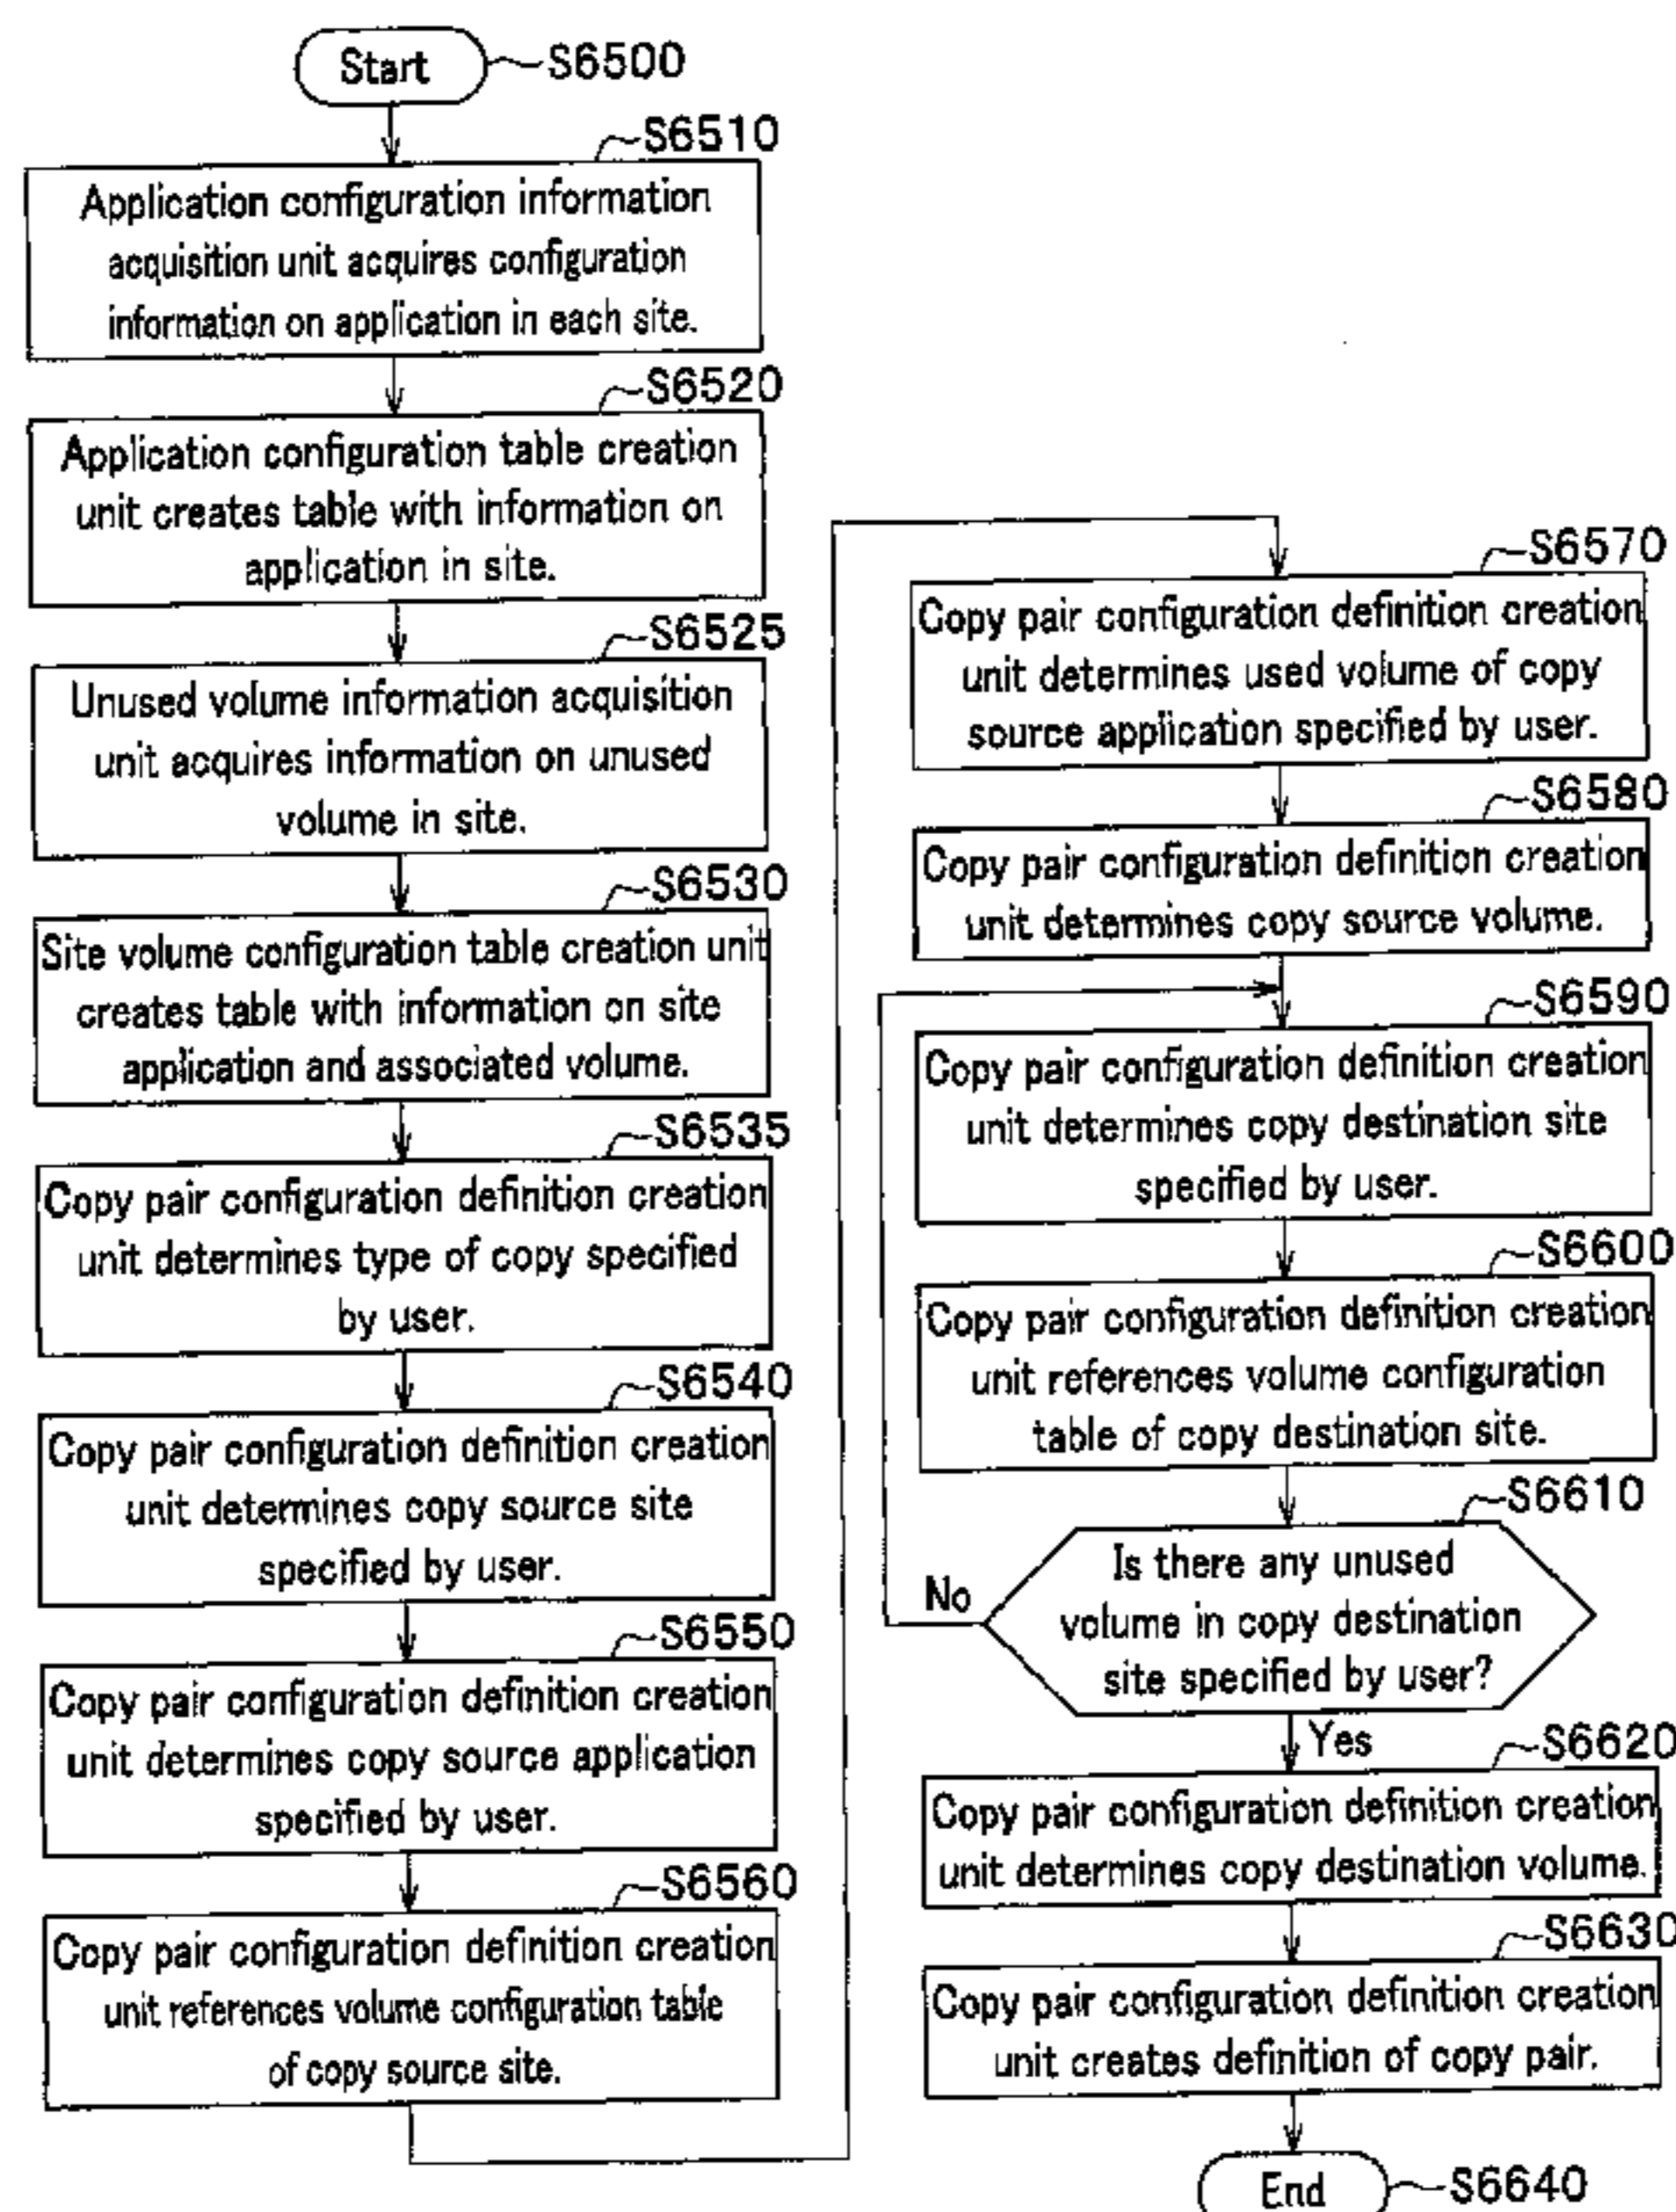 Start
S6500
S6510
Application configuration information
acquisition unit acquires configuration
information on application in each site.
S6520
Application configuration table creation
unit creates table with information on
application in site.
S6525
Unused volume information acquisition
unit acquires information on unused
volume in site.
S6530
Site volume configuration table creation unit
creates table with information on site
application and associated volume.
S6535
Copy pair configuration definition creation
unit determines type of copy specified
by user.
S6540
Copy pair configuration definition creation
unit determines copy source site
specified by user.
S6550
Copy pair configuration definition creation
unit determines copy source application
specified by user.
S6560
Copy pair configuration definition creation
unit references volume configuration table
of copy source site.
S6570
Copy pair configuration definition creation
unit determines used volume of copy
source application specified by user.
S6580
Copy pair configuration definition creation
unit determines copy source volume.
S6590
Copy pair configuration definition creation
unit determines copy destination site
specified by user.
S6600
Copy pair configuration definition creation
unit references volume configuration
table of copy destination site.
S6610
Is there any unused
volume in copy destination
site specified by user?
No
Yes
S6620
Copy pair configuration definition creation
unit determines copy destination volume.
S6630
Copy pair configuration definition creation
unit creates definition of copy pair.
End
S6640